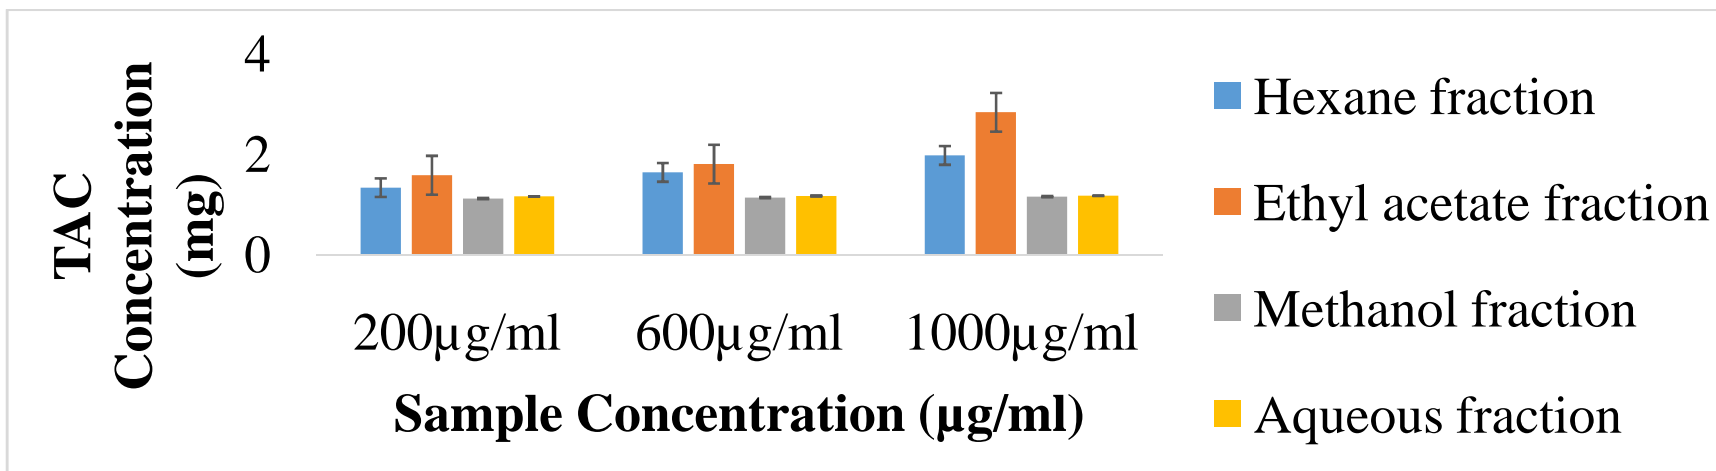 TAC
Concentration
(mg)
4
2
0
200µg/ml
600µg/ml
1000µg/ml
Sample Concentration (µg/ml)
Hexane fraction
Ethyl acetate fraction
Methanol fraction
Aqueous fraction